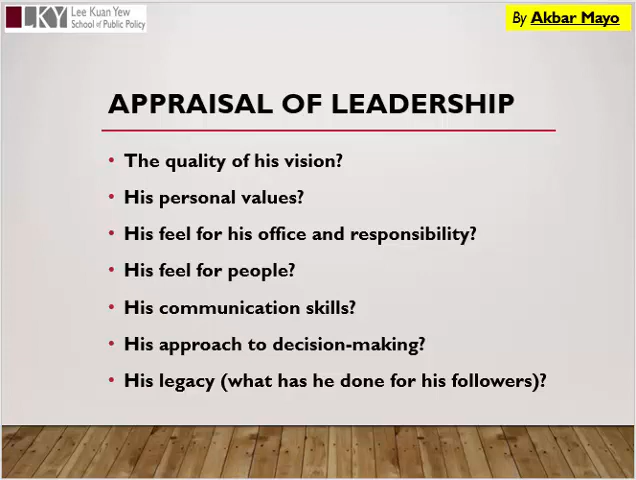 LKY Lee Kuan Yew
School of Public Policy
By Akbar Mayo
APPRAISAL OF LEADERSHIP
• The quality of his vision?
• His personal values?
• His feel for his office and responsibility?
• His feel for people?
• His communication skills?
• His approach to decision-making?
• His legacy (what has he done for his followers)?